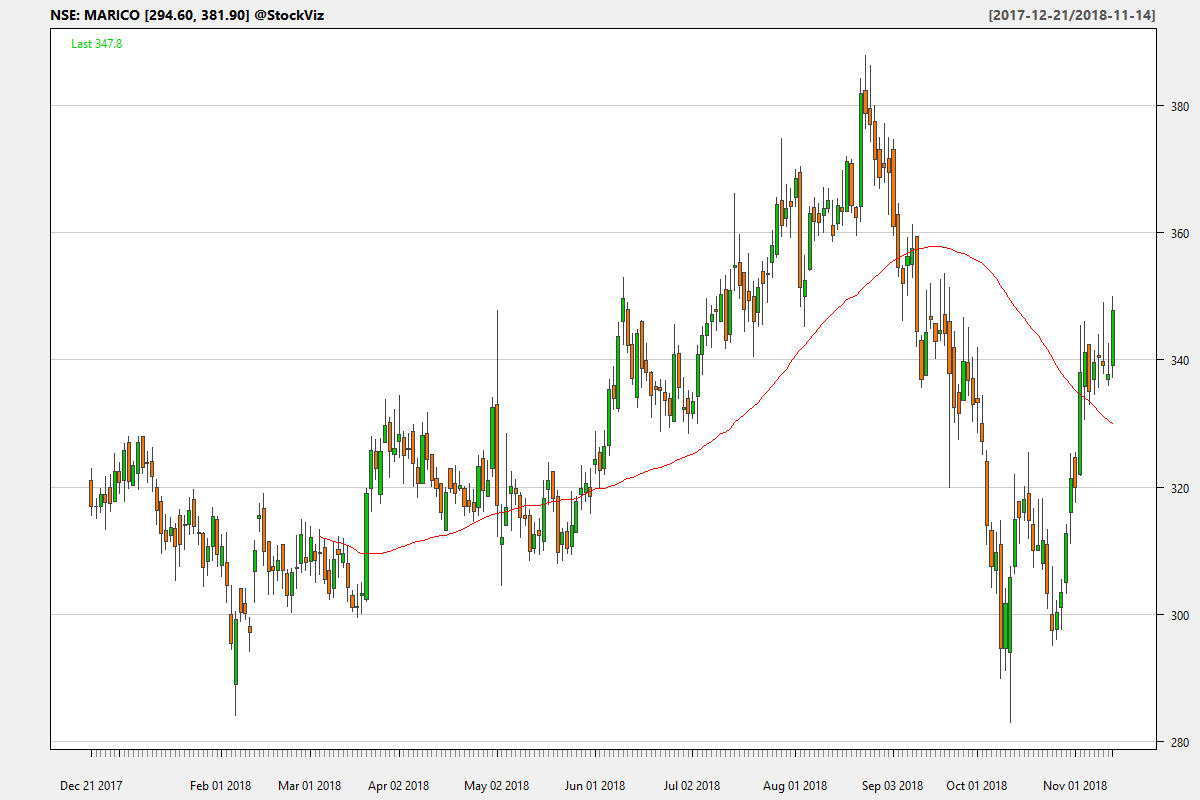 NSE: MARICO [294.60, 381.90] @StockViz
[2017-12-21/2018-11-14]
Last 347.8
380
360
340
320
300
280
Dec 21 2017
Feb 01 2018
Mar 01 2018
Apr 02 2018
May 02 2018
Jun 01 2018
Jul 02 2018
Aug 01 2018
Sep 03 2018
Oct 01 2018
Nov 01 2018